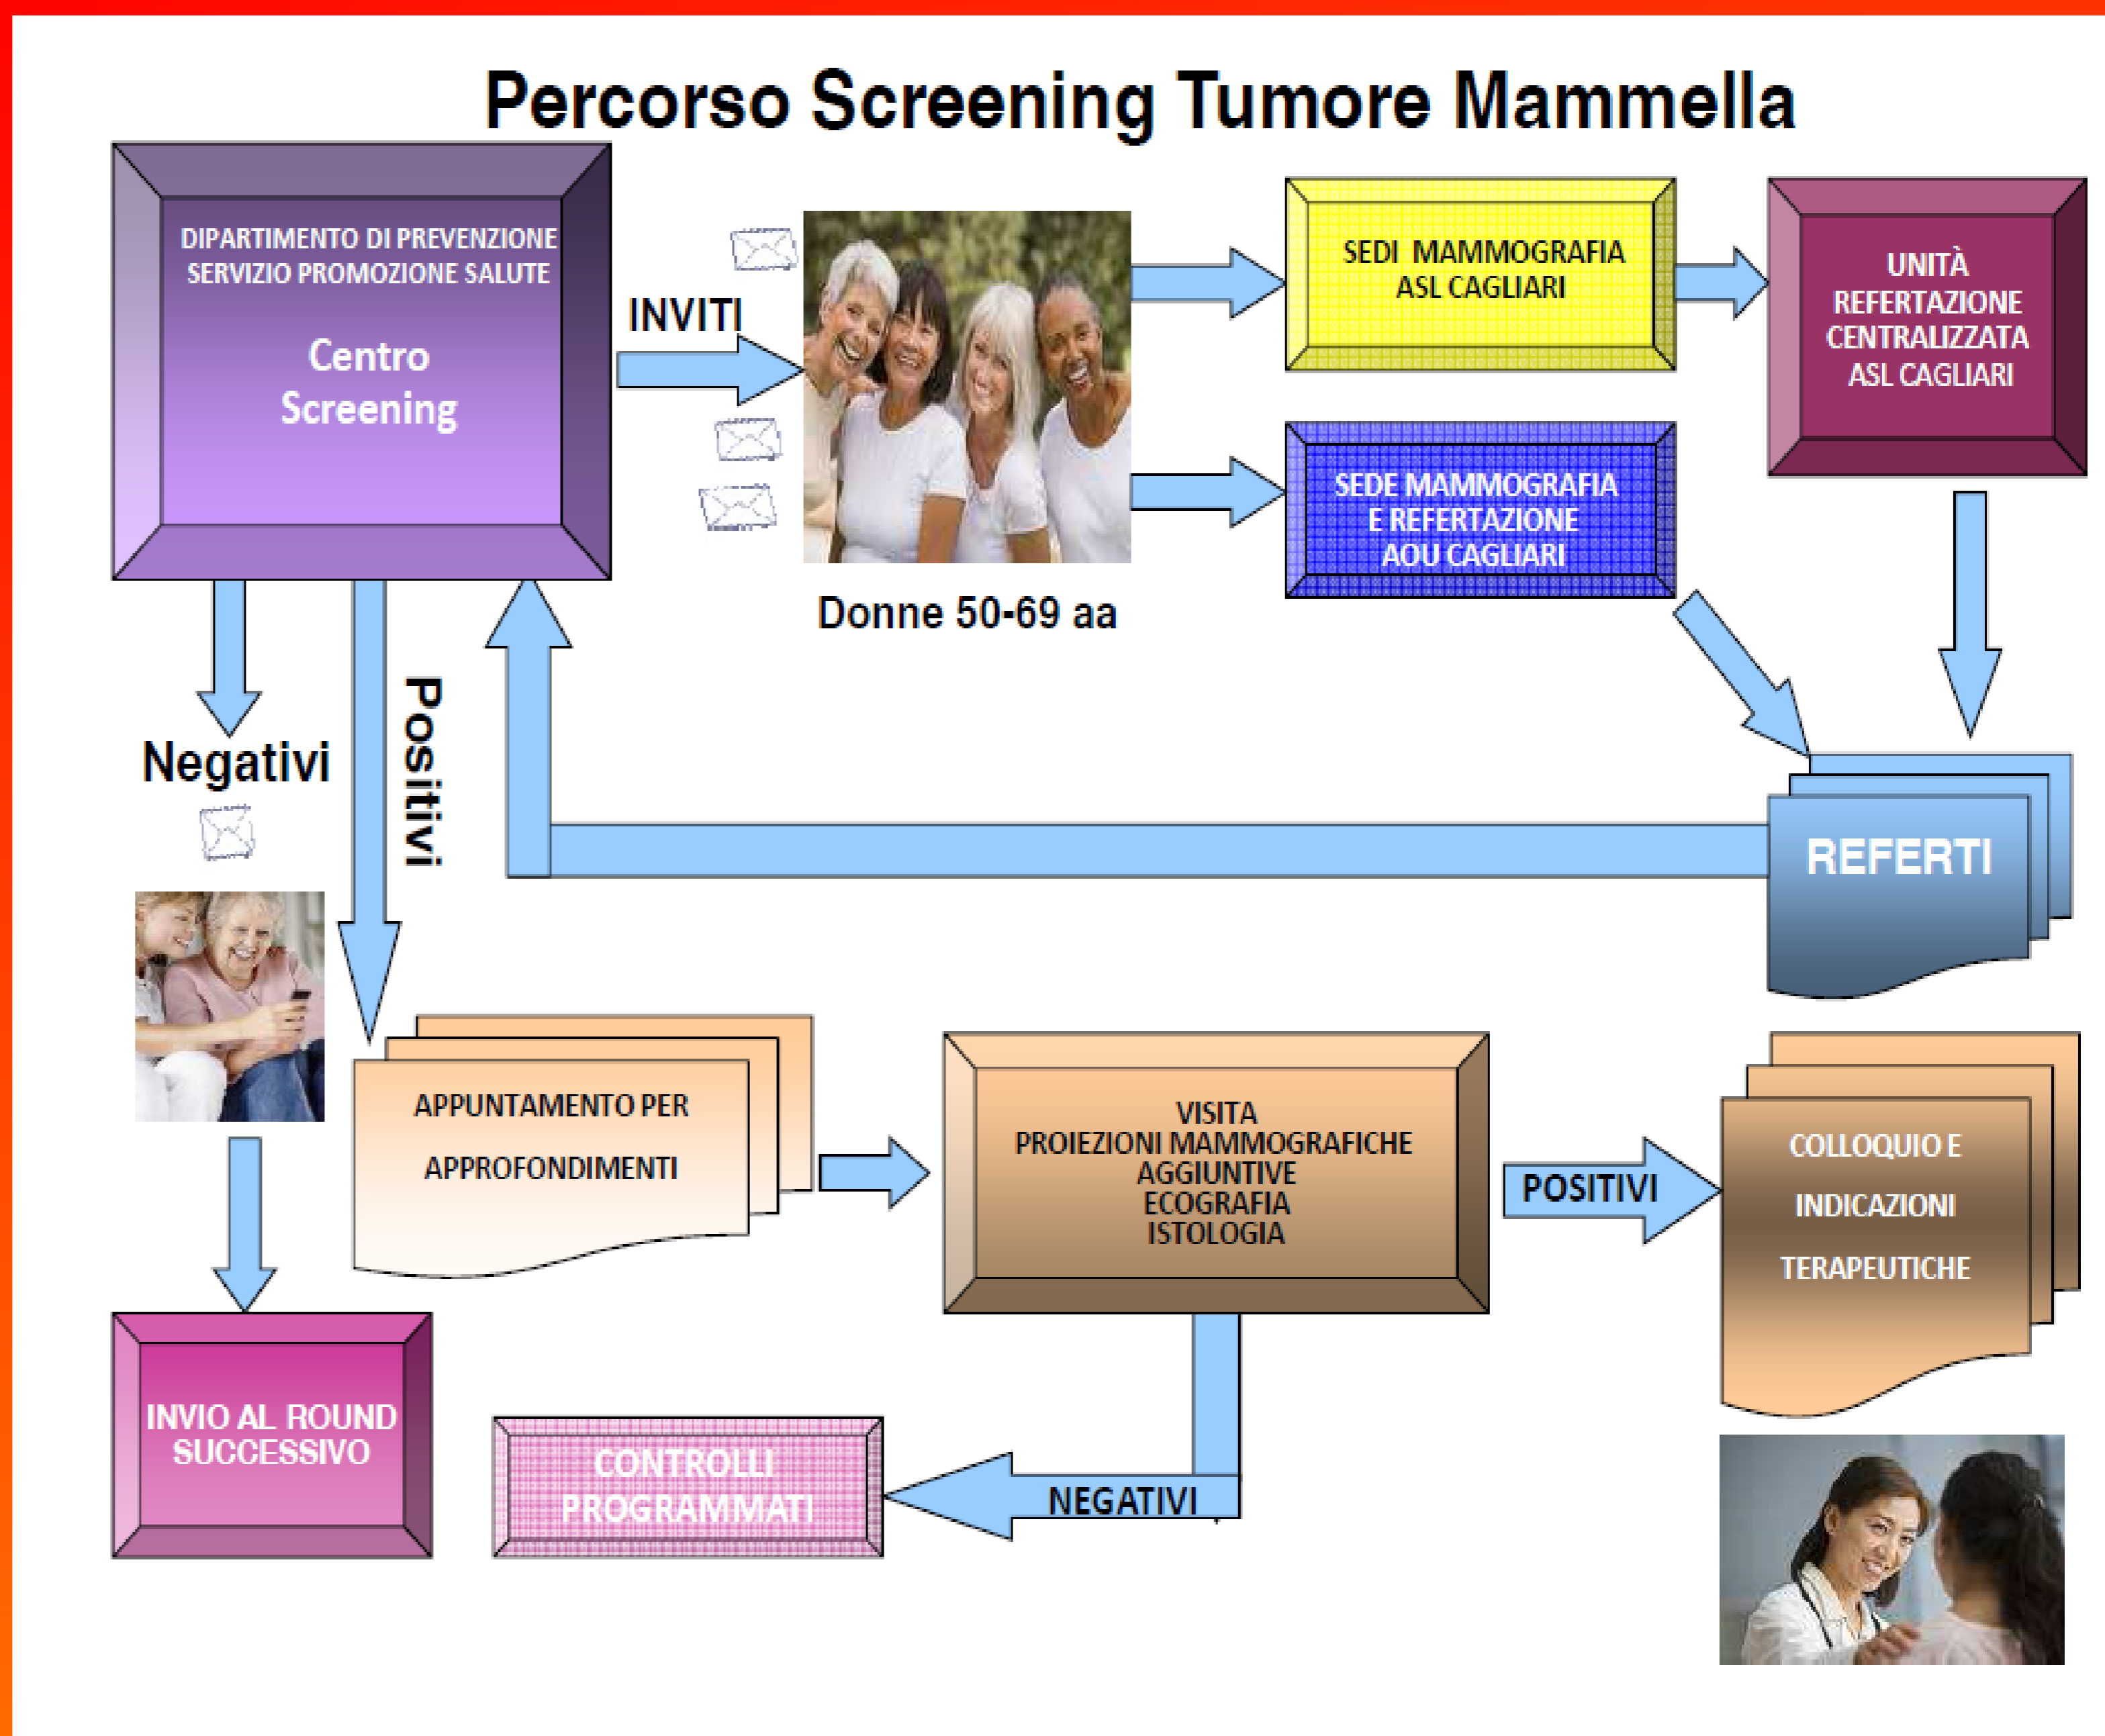 Percorso Screening Tumore Mammella
DIPARTIMENTO DI PREVENZIONE
SERVIZIO PROMOZIONE SALUTE
Centro
Screening
INVITI
Donne 50-69 aa
SEDI MAMMOGRAFIA
ASL CAGLIARI
UNITÀ
REFERTAZIONE
CENTRALIZZATA
ASL CAGLIARI
SEDE MAMMOGRAFIA
E REFERTAZIONE
AOU CAGLIARI
REFERTI
Negativi
Positivi
APPUNTAMENTO PER
APPROFONDIMENTI
VISITA
PROIEZIONI MAMMOGRAFICHE
AGGIUNTIVE
ECOGRAFIA
ISTOLOGIA
POSITIVI
COLLOQUIO E
INDICAZIONI
TERAPEUTICHE
INVIO AL ROUND
SUCCESSIVO
CONTROLLI
PROGRAMMATI
NEGATIVI